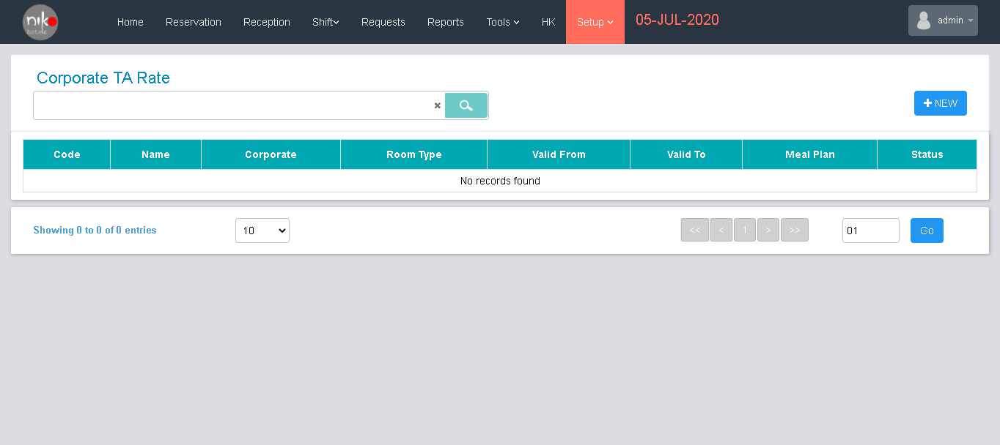 niko
hotels
Home Reservation Reception Shift Requests Reports Tools HK Setup 05-JUL-2020 admin
Corporate TA Rate
NEW
Code Name Corporate Room Type Valid From Valid To Meal Plan Status
No records found
Showing 0 to 0 of 0 entries 10 << < 1 > >> 01 Go